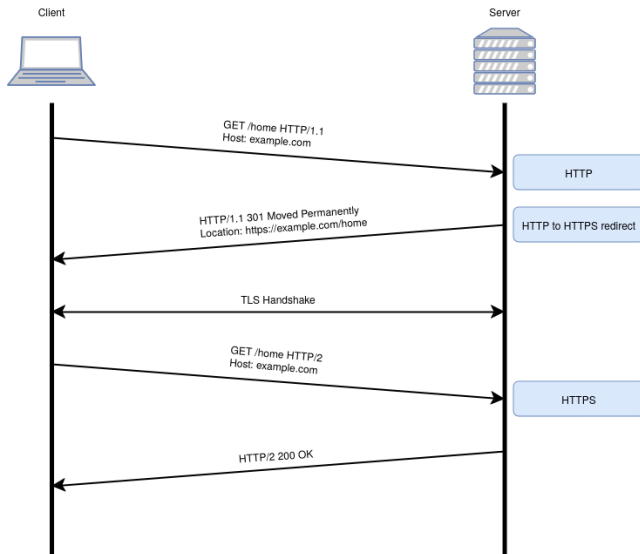 Client
Server
GET /home HTTP/1.1
Host: example.com
HTTP
HTTP/1.1 301 Moved Permanently
Location: https://example.com/home
HTTP to HTTPS redirect
TLS Handshake
GET /home HTTP/2
Host: example.com
HTTPS
HTTP/2 200 OK